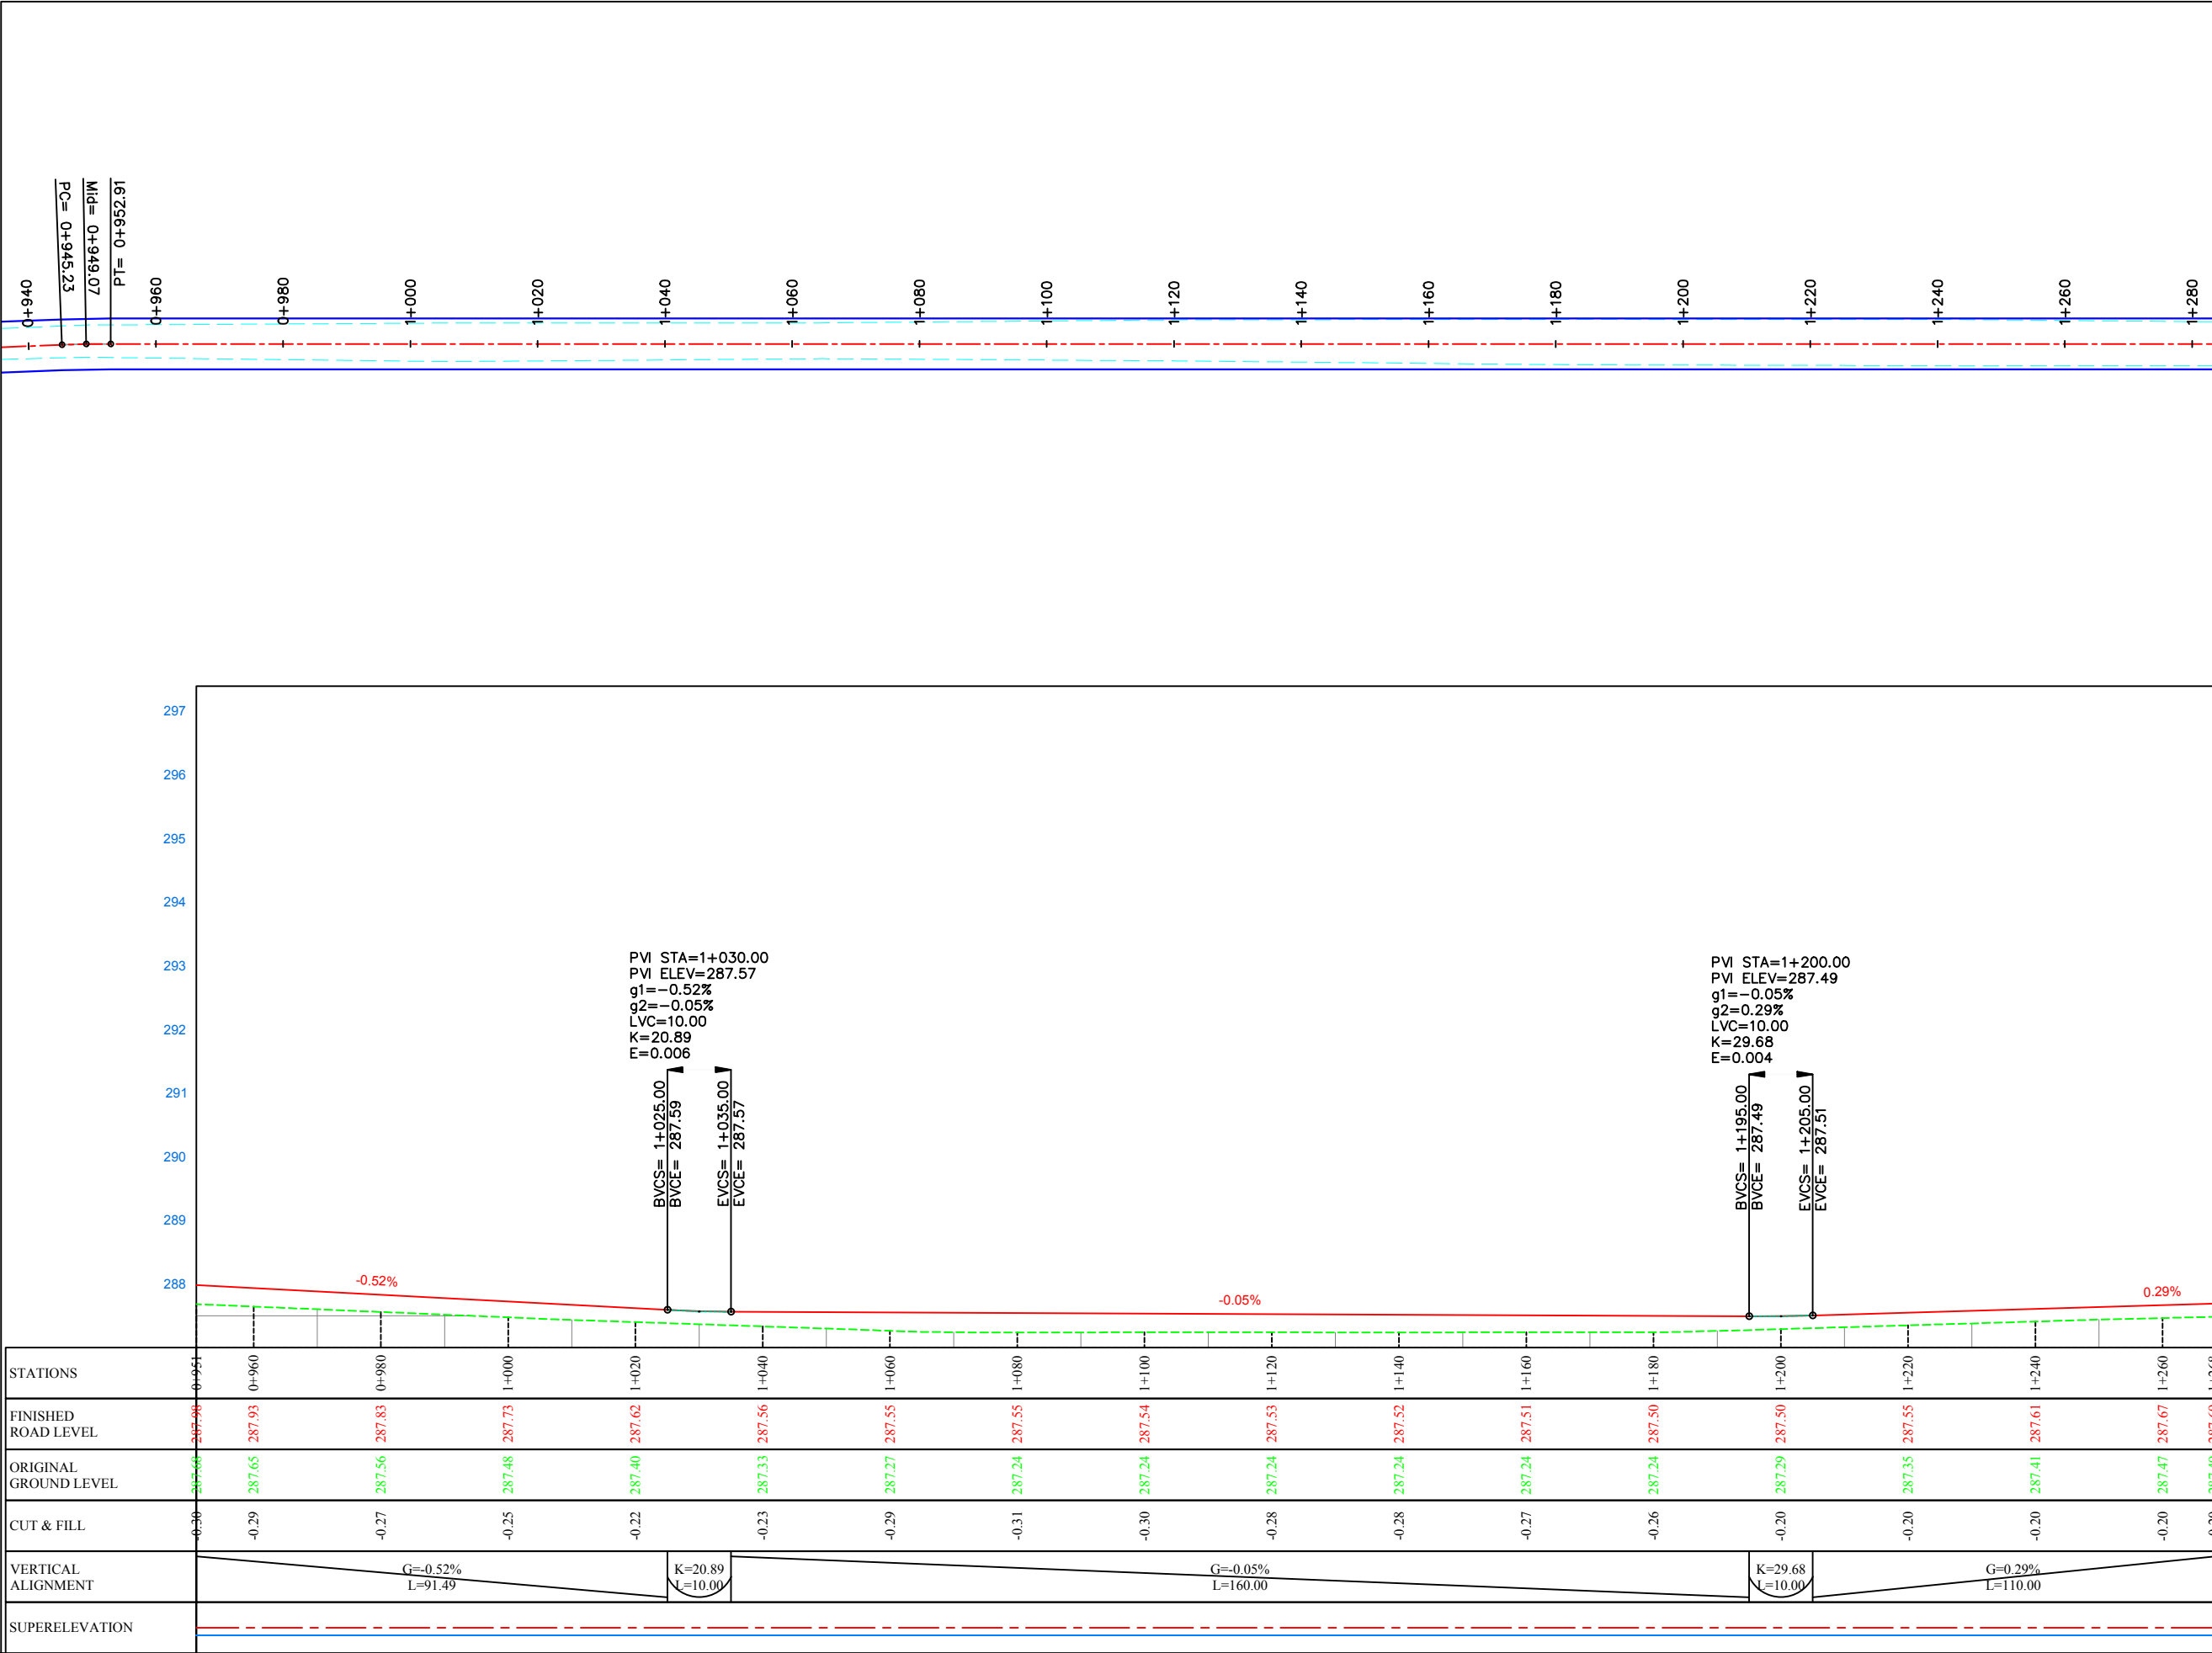 PC= 0+945.23
Mid= 0+949.07
PT= 0+952.91
0+940
0+960
0+980
1+000
1+020
1+040
1+060
1+080
1+100
1+120
1+140
1+160
1+180
1+200
1+220
1+240
1+260
1+280
297
296
295
294
293
292
291
290
289
288
PVI STA=1+030.00
PVI ELEV=287.57
g1=-0.52%
g2=-0.05%
LVC=10.00
K=20.89
E=0.006
BVCS= 1+025.00
BVCE= 287.59
EVCS= 1+035.00
EVCE= 287.57
PVI STA=1+200.00
PVI ELEV=287.49
g1=-0.05%
g2=0.29%
LVC=10.00
K=29.68
E=0.004
BVCS= 1+195.00
BVCE= 287.49
EVCS= 1+205.00
EVCE= 287.51
-0.52%
-0.05%
0.29%
STATIONS
0+951 0+960 0+980 1+000 1+020 1+040 1+060 1+080 1+100 1+120 1+140 1+160 1+180 1+200 1+220 1+240 1+260
FINISHED
ROAD LEVEL
287.98 287.93 287.83 287.73 287.62 287.56 287.55 287.55 287.54 287.53 287.52 287.51 287.50 287.50 287.55 287.61 287.67
ORIGINAL
GROUND LEVEL
287.65 287.56 287.48 287.40 287.33 287.27 287.24 287.24 287.24 287.24 287.24 287.24 287.29 287.35 287.41 287.47
CUT & FILL
-0.30 -0.29 -0.27 -0.25 -0.22 -0.23 -0.29 -0.31 -0.30 -0.28 -0.28 -0.27 -0.26 -0.20 -0.20 -0.20 -0.20
VERTICAL
ALIGNMENT
G=-0.52%
L=91.49
K=20.89
L=10.00
G=-0.05%
L=160.00
K=29.68
L=10.00
G=0.29%
L=110.00
SUPERELEVATION